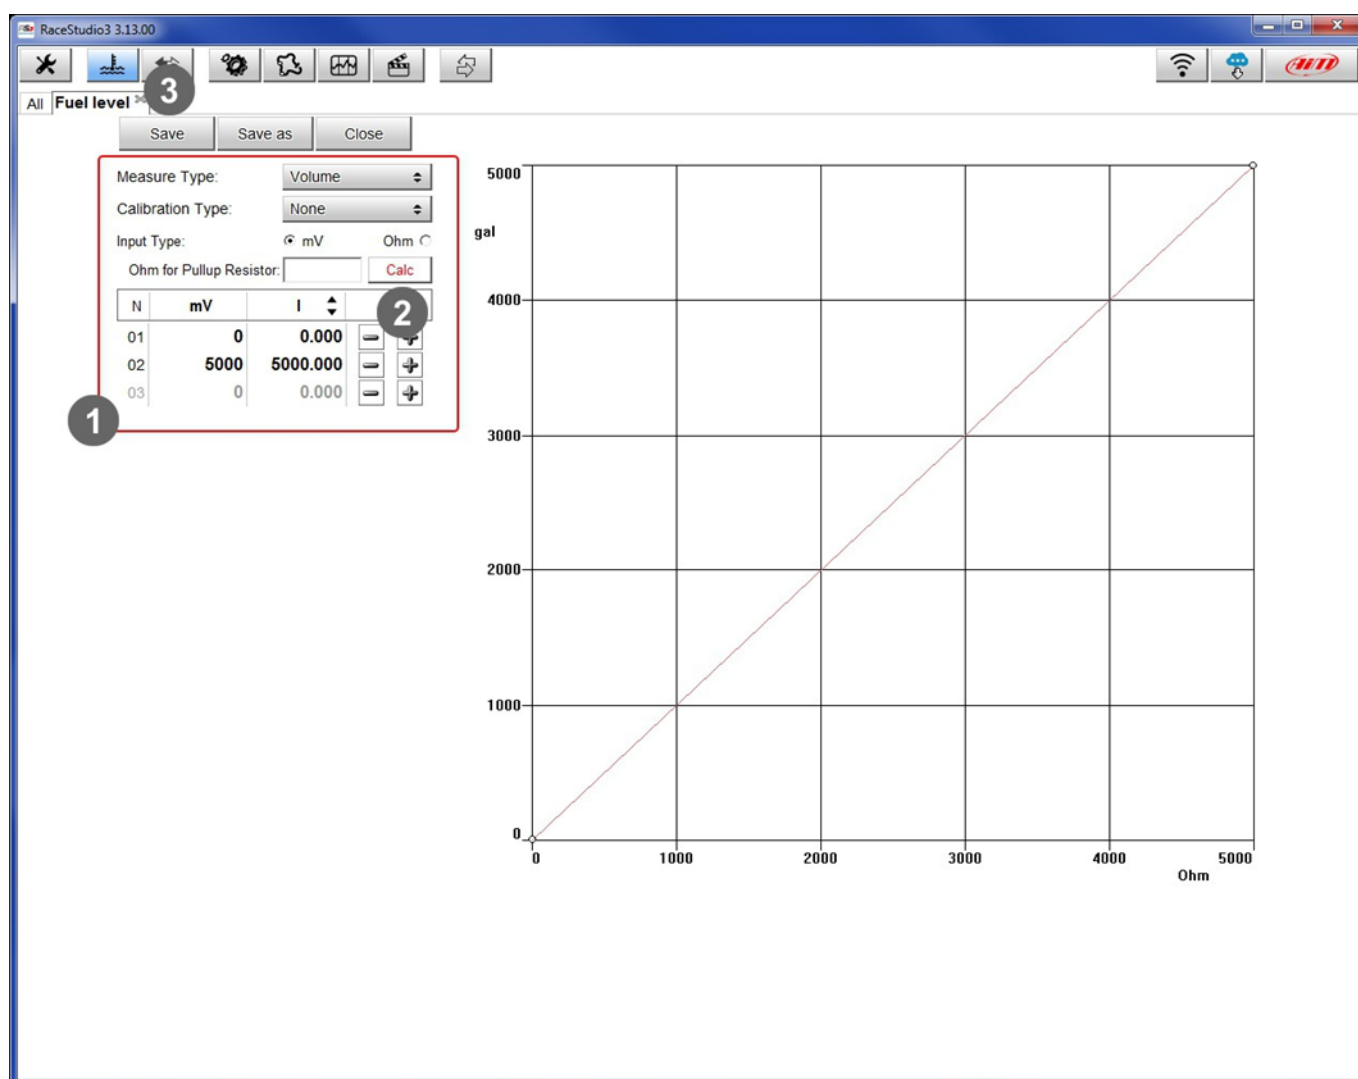 RaceStudio3 3.13.00
3
All Fuel level
Save Save as Close
Measure Type: Volume
Calibration Type: None
Input Type: mV Ohm
Ohm for Pullup Resistor: Calc
N mV l 2
01 0 0.000
02 5000 5000.000
03 0 0.000
1
5000
gal
4000
3000
2000
1000
0
0 1000 2000 3000 4000 5000
Ohm
AiM